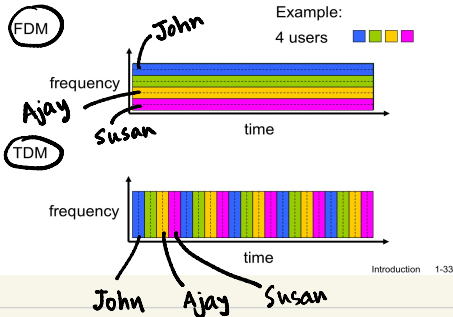 FDM
John
Example:
4 users
frequency
Ajay
Susan
time
TDM
frequency
time
Introduction 1-33
John Ajay Susan